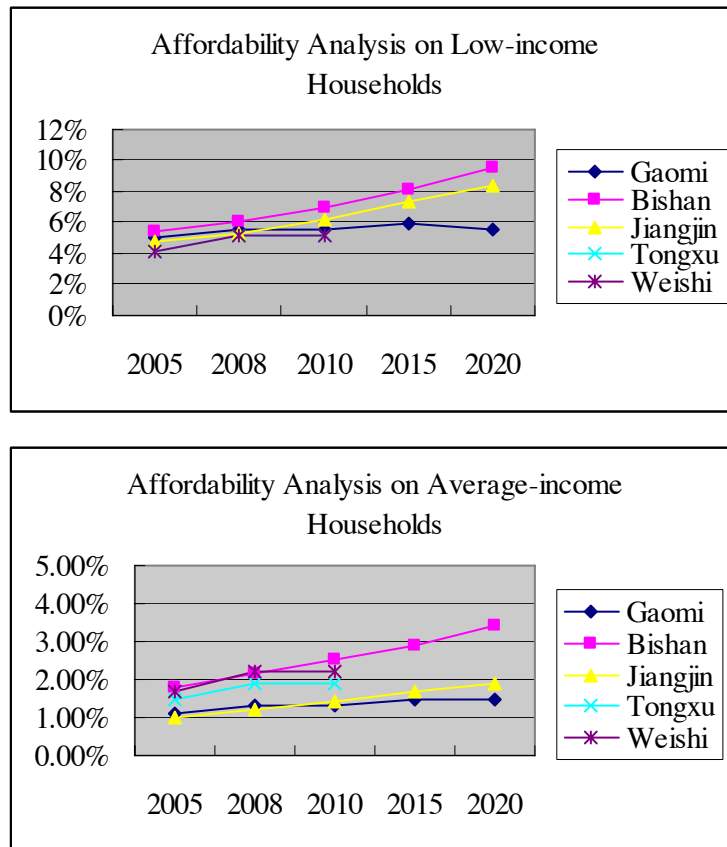 Affordability Analysis on Low-income
Households
12%
10%
8%
6%
4%
2%
0%
2005 2008 2010 2015 2020
Gaomi
Bishan
Jiangjin
Tongxu
Weishi
Affordability Analysis on Average-income
Households
5.00%
4.00%
3.00%
2.00%
1.00%
0.00%
2005 2008 2010 2015 2020
Gaomi
Bishan
Jiangjin
Tongxu
Weishi